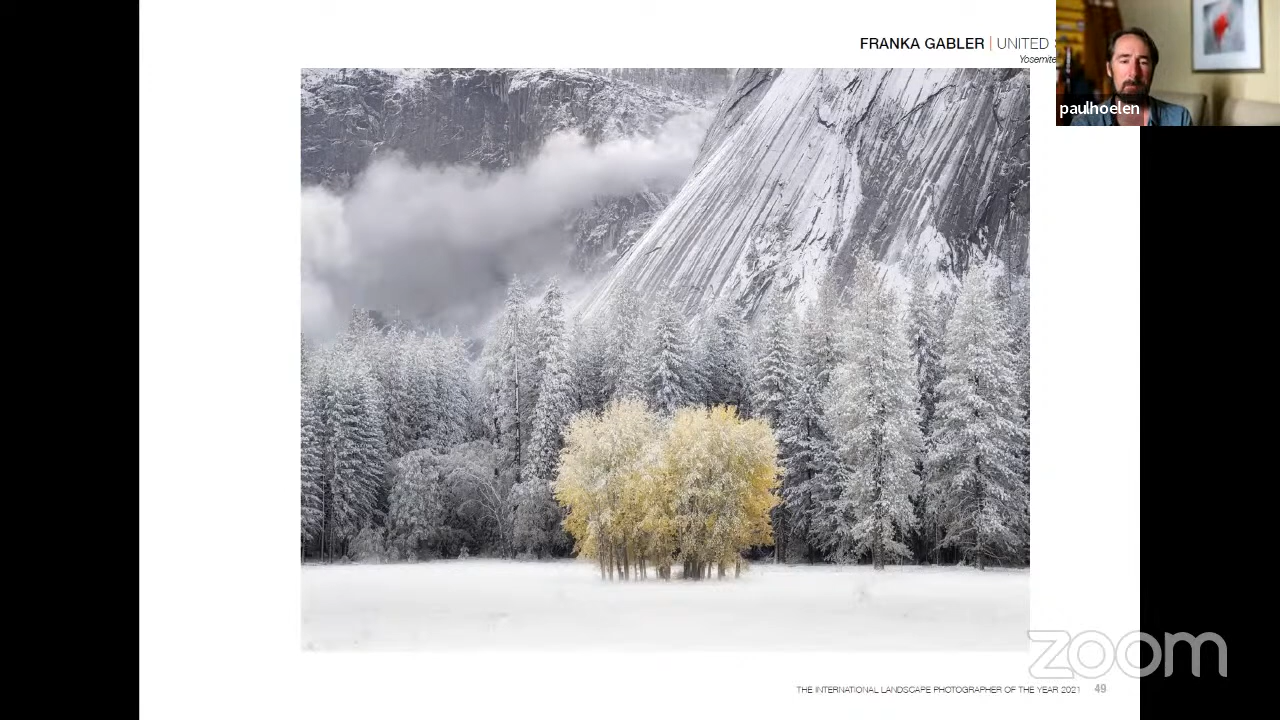 FRANKA GABLER | UNITED
Yosemite
paulhoelen
zoom
THE INTERNATIONAL LANDSCAPE PHOTOGRAPHER OF THE YEAR 2021 49